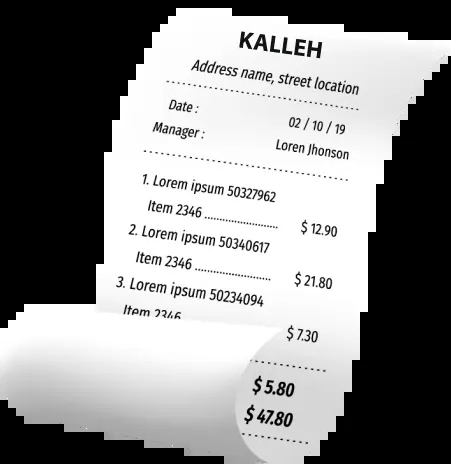 KALLEH
Address name, street location
Date : 02 / 10 / 19
Manager : Loren Jhonson
1. Lorem ipsum 50327962
Item 2346 ........................ $ 12.90
2. Lorem ipsum 50340617
Item 2346 ........................ $ 21.80
3. Lorem ipsum 50234094
Item 2346 $ 7.30
$ 5.80
$ 47.80